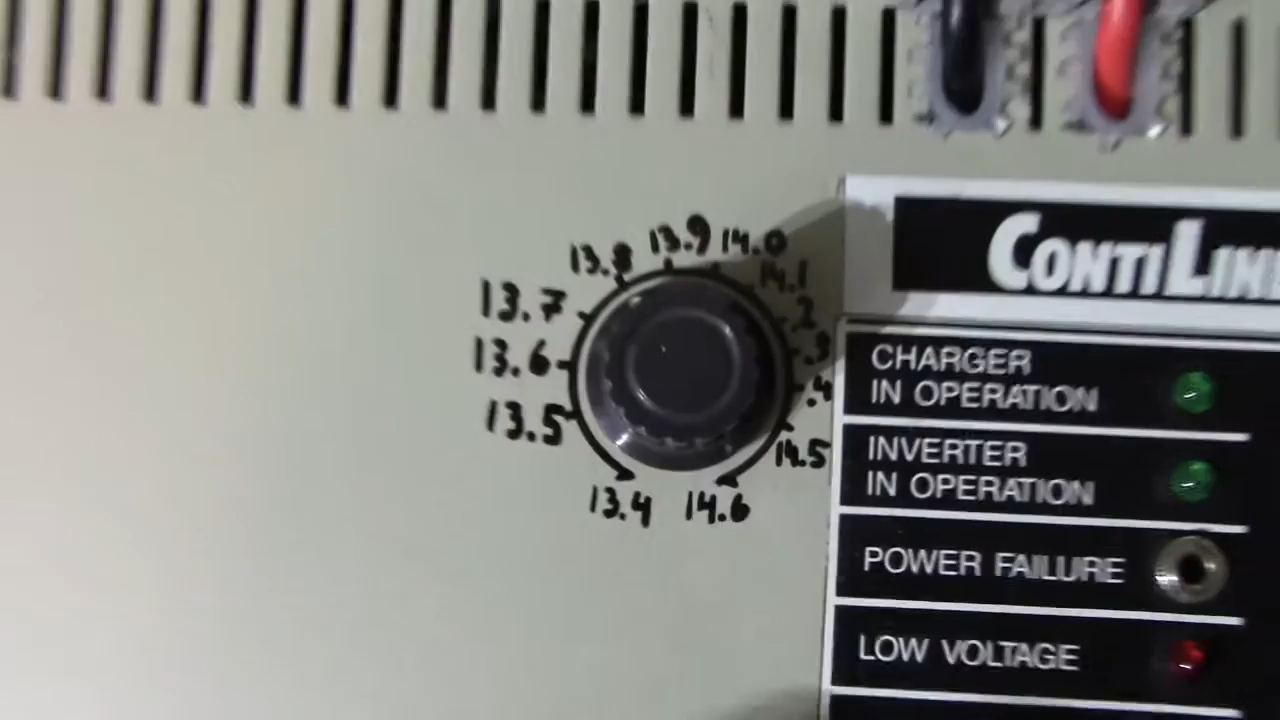 13.9 14.0
13.8
14.1
13.7
.2
13.6
.3
.4
13.5
14.5
13.4 14.6
CHARGER
IN OPERATION
INVERTER
IN OPERATION
POWER FAILURE
LOW VOLTAGE